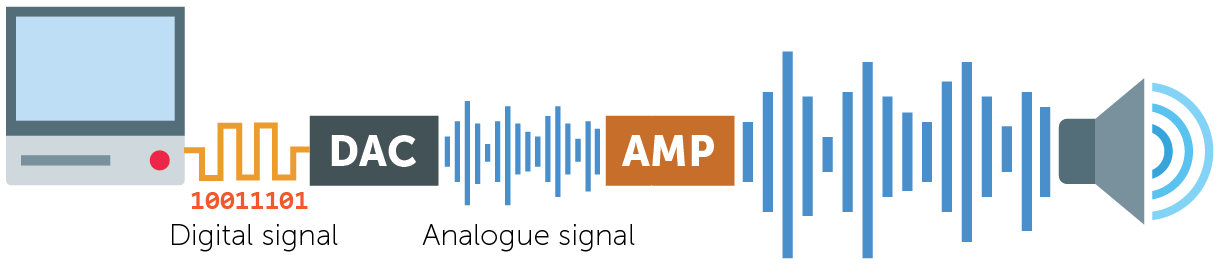 DAC
AMP
10011101
Digital signal
Analogue signal